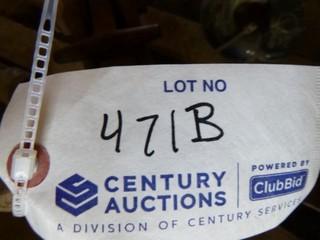 LOT NO
471B
CENTURY AUCTIONS
POWERED BY
ClubBid
A DIVISION OF CENTURY SERVICES